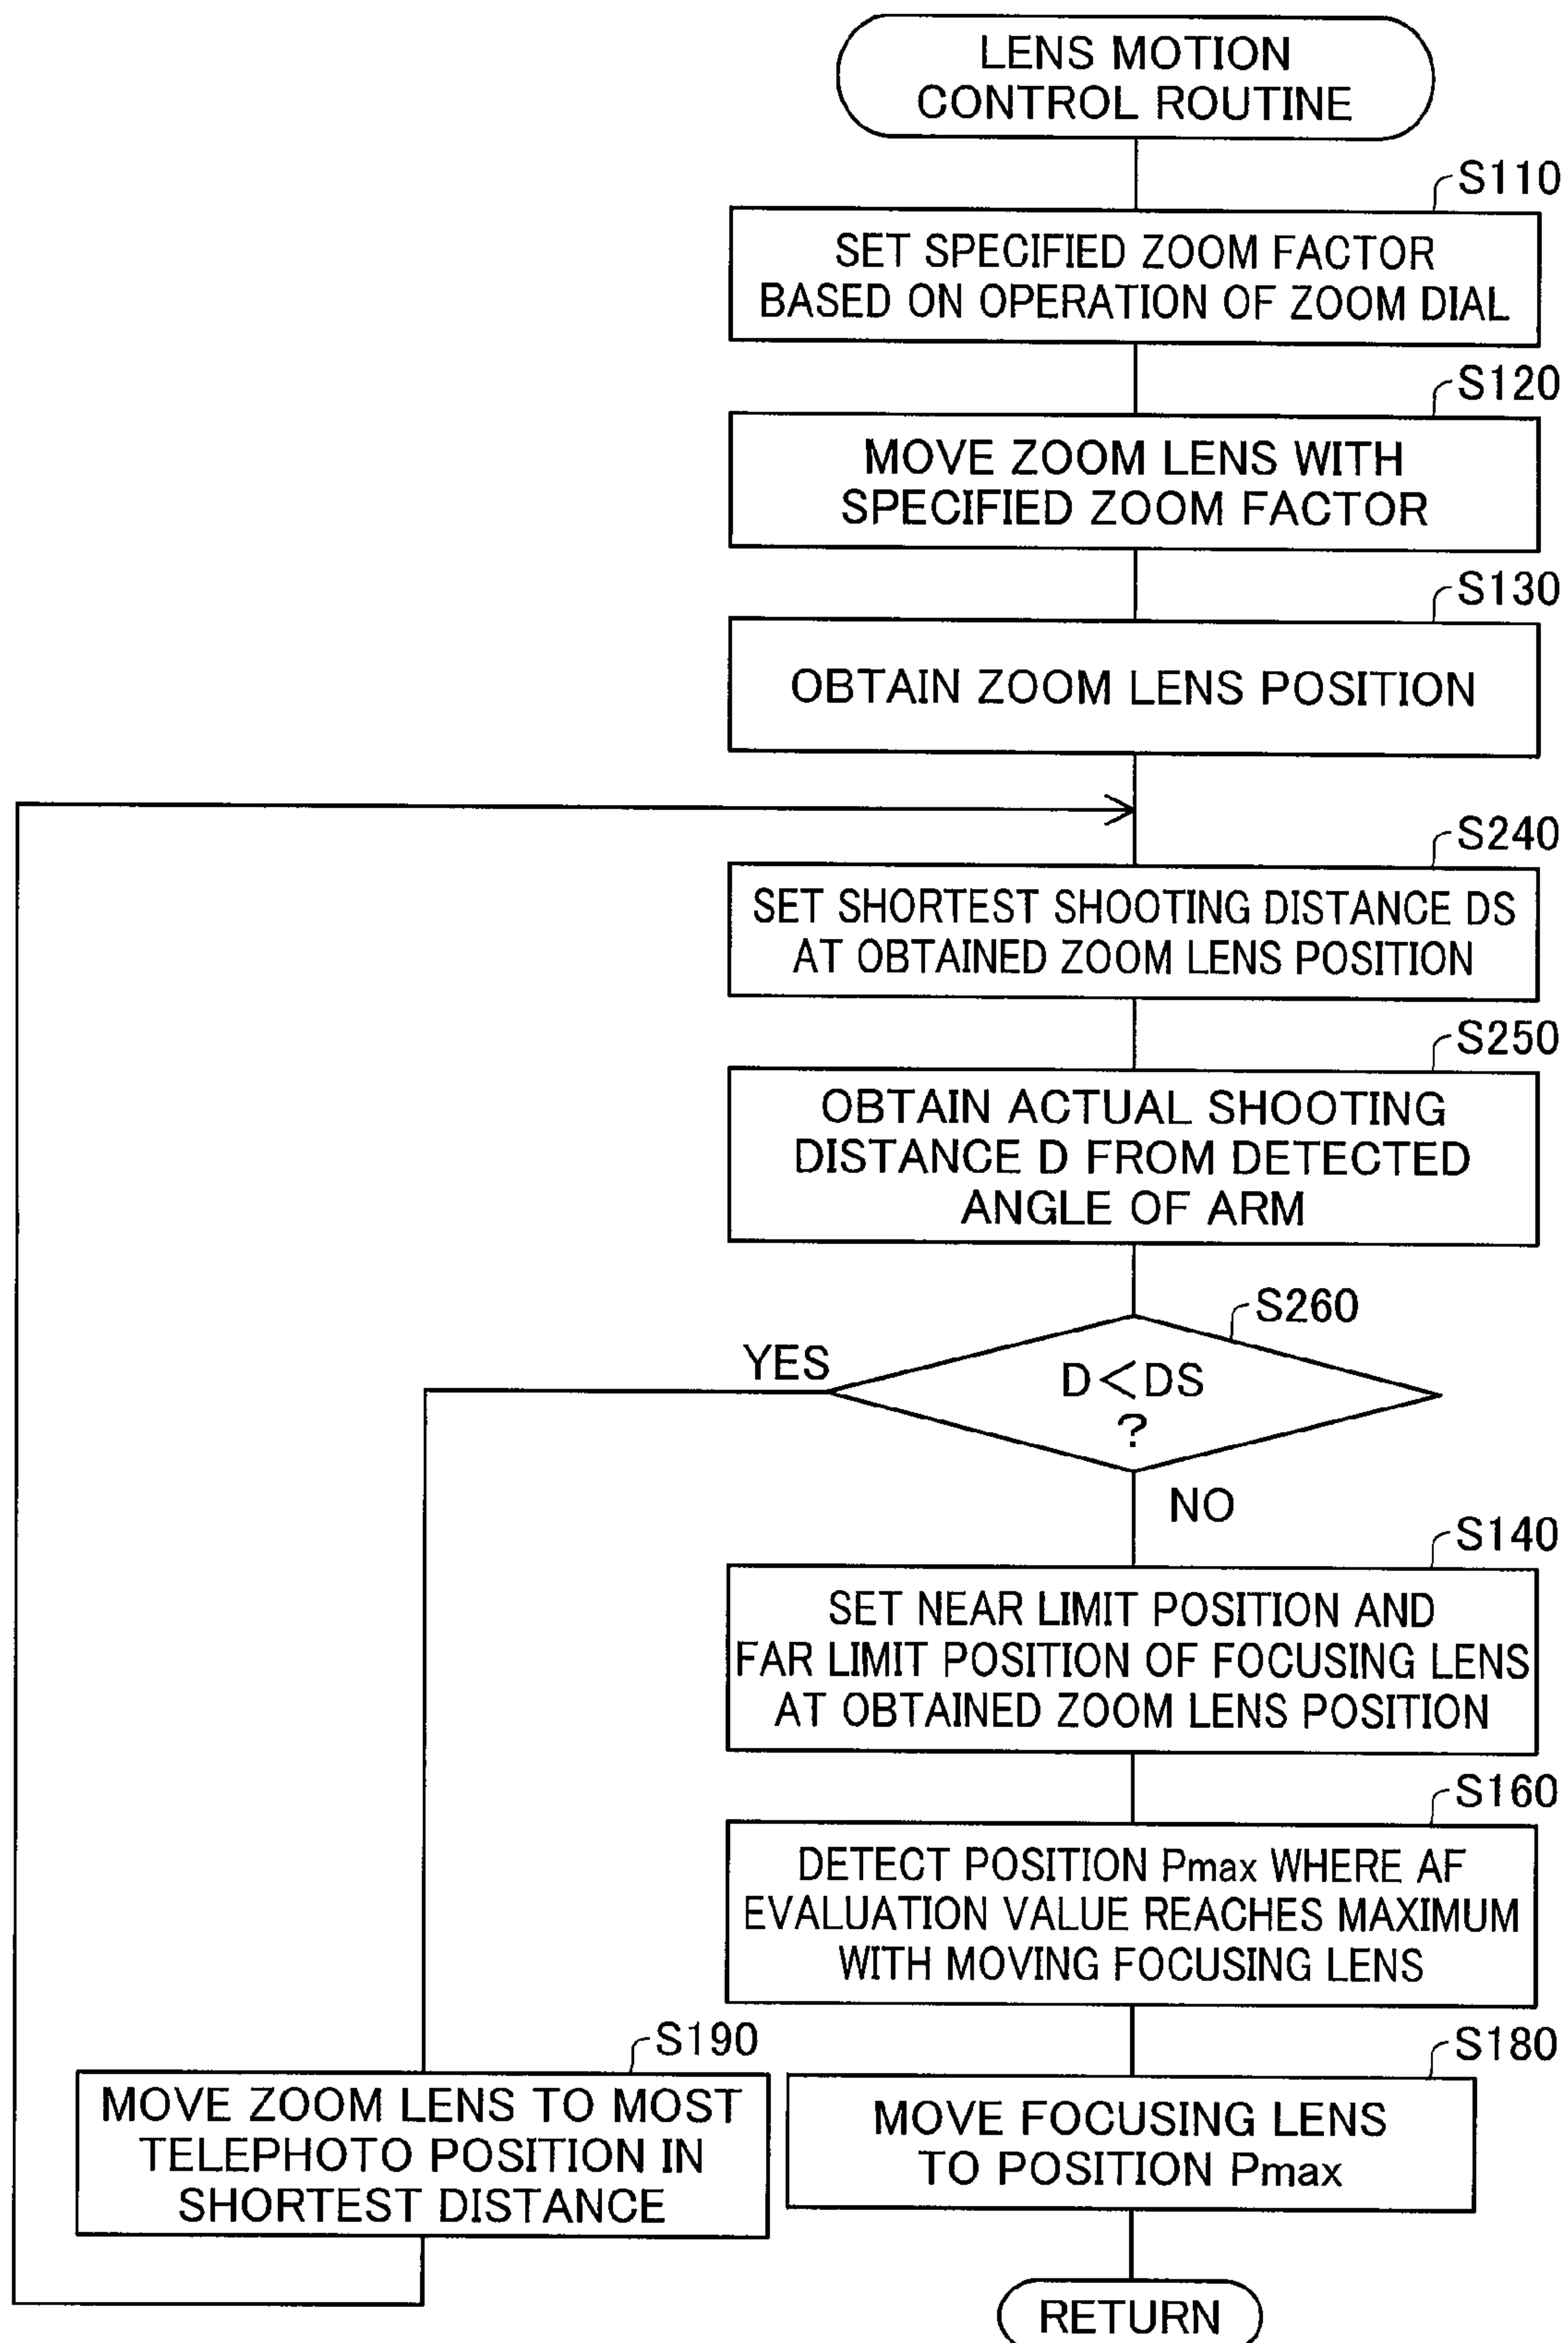 LENS MOTION
CONTROL ROUTINE
S110
SET SPECIFIED ZOOM FACTOR
BASED ON OPERATION OF ZOOM DIAL
S120
MOVE ZOOM LENS WITH
SPECIFIED ZOOM FACTOR
S130
OBTAIN ZOOM LENS POSITION
S240
SET SHORTEST SHOOTING DISTANCE DS
AT OBTAINED ZOOM LENS POSITION
S250
OBTAIN ACTUAL SHOOTING
DISTANCE D FROM DETECTED
ANGLE OF ARM
S260
YES
D<DS
?
NO
S140
SET NEAR LIMIT POSITION AND
FAR LIMIT POSITION OF FOCUSING LENS
AT OBTAINED ZOOM LENS POSITION
S160
DETECT POSITION Pmax WHERE AF
EVALUATION VALUE REACHES MAXIMUM
WITH MOVING FOCUSING LENS
S190
MOVE ZOOM LENS TO MOST
TELEPHOTO POSITION IN
SHORTEST DISTANCE
S180
MOVE FOCUSING LENS
TO POSITION Pmax
RETURN